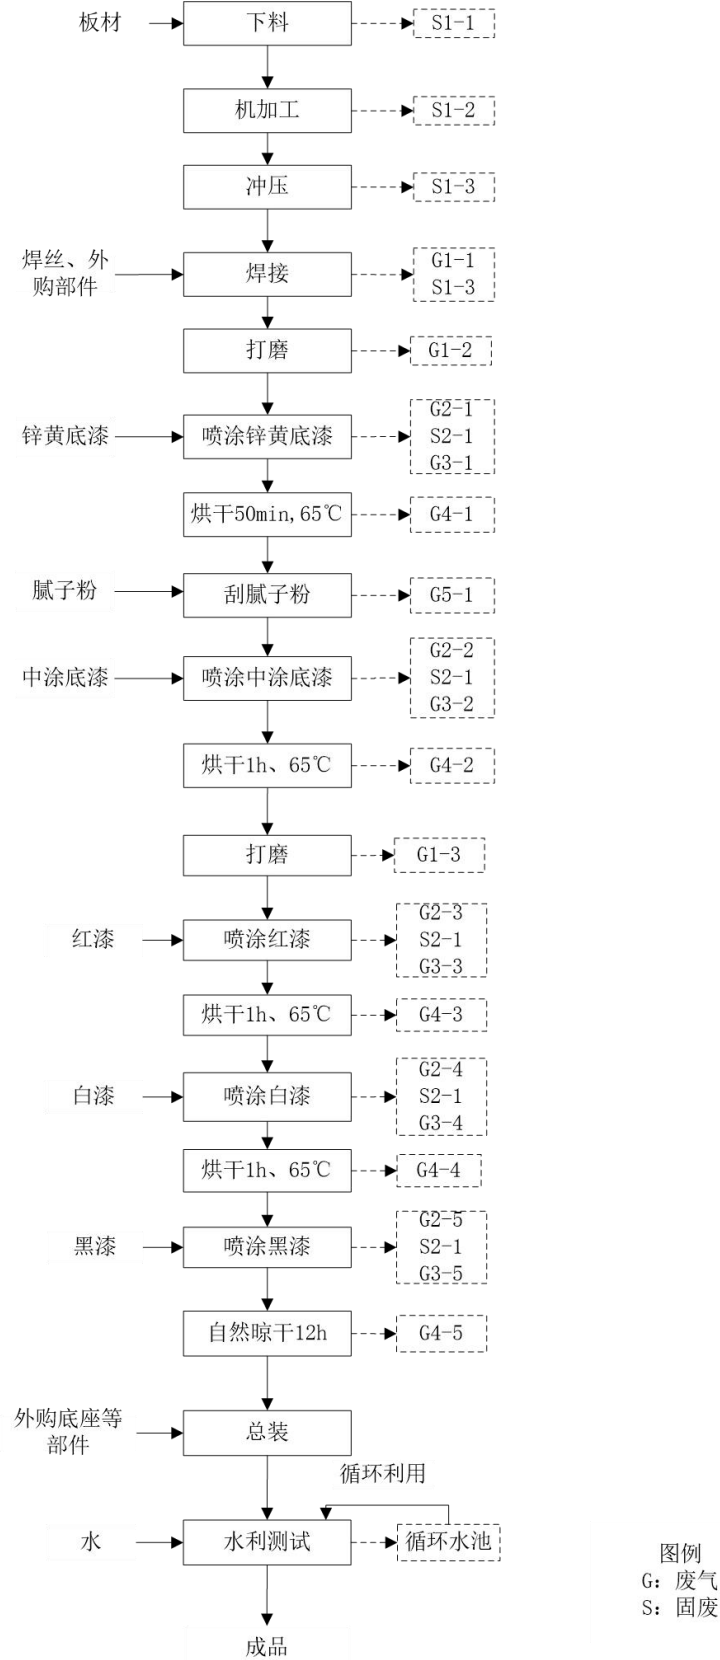 板材
下料
S1-1
机加工
S1-2
冲压
S1-3
焊丝、外
购部件
焊接
G1-1
S1-3
打磨
G1-2
锌黄底漆
喷涂锌黄底漆
G2-1
S2-1
G3-1
烘干50min,65℃
G4-1
腻子粉
刮腻子粉
G5-1
中涂底漆
喷涂中涂底漆
G2-2
S2-1
G3-2
烘干1h、65℃
G4-2
打磨
G1-3
红漆
喷涂红漆
G2-3
S2-1
G3-3
烘干1h、65℃
G4-3
白漆
喷涂白漆
G2-4
S2-1
G3-4
烘干1h、65℃
G4-4
黑漆
喷涂黑漆
G2-5
S2-1
G3-5
自然晾干12h
G4-5
外购底座等
部件
总装
循环利用
水
水利测试
循环水池
成品
图例
G：废气
S：固废